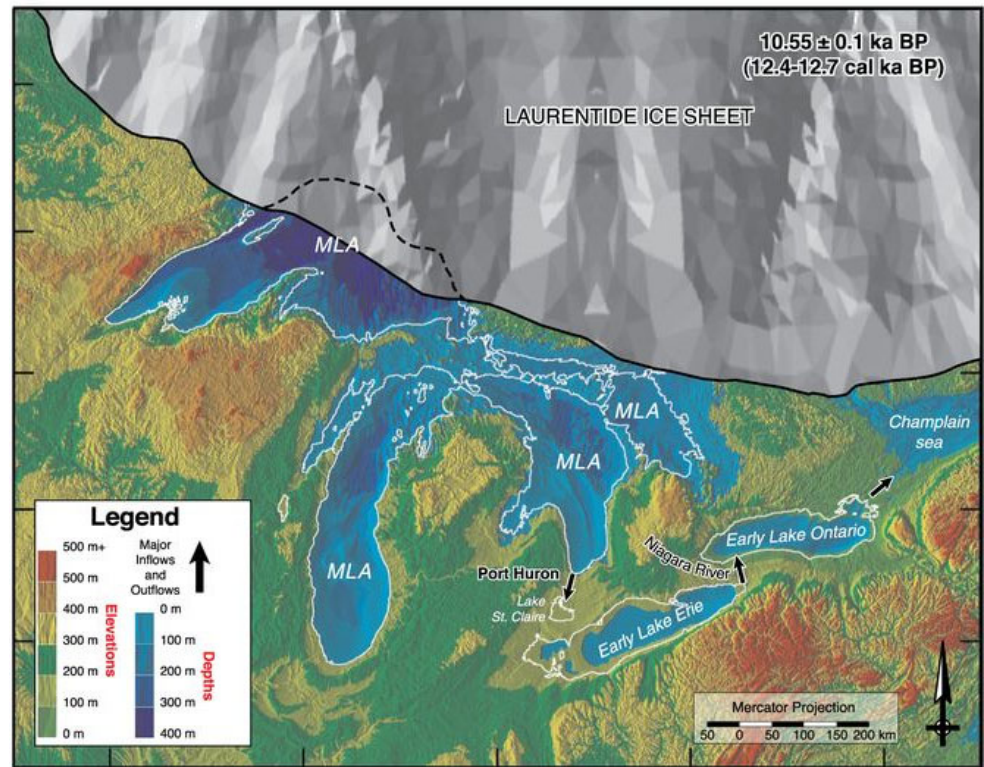 10.55 ± 0.1 ka BP
(12.4-12.7 cal ka BP)
LAURENTIDE ICE SHEET
MLA
MLA
MLA
MLA
Champlain
sea
Early Lake Ontario
Niagara River
Port Huron
Lake
St. Claire
Early Lake Erie
Legend
500 m+
500 m
400 m
300 m
200 m
100 m
0 m
Elevations
Major
Inflows
and
Outflows
0 m
100 m
200 m
300 m
400 m
Depths
Mercator Projection
50 0 50 100 150 200 km